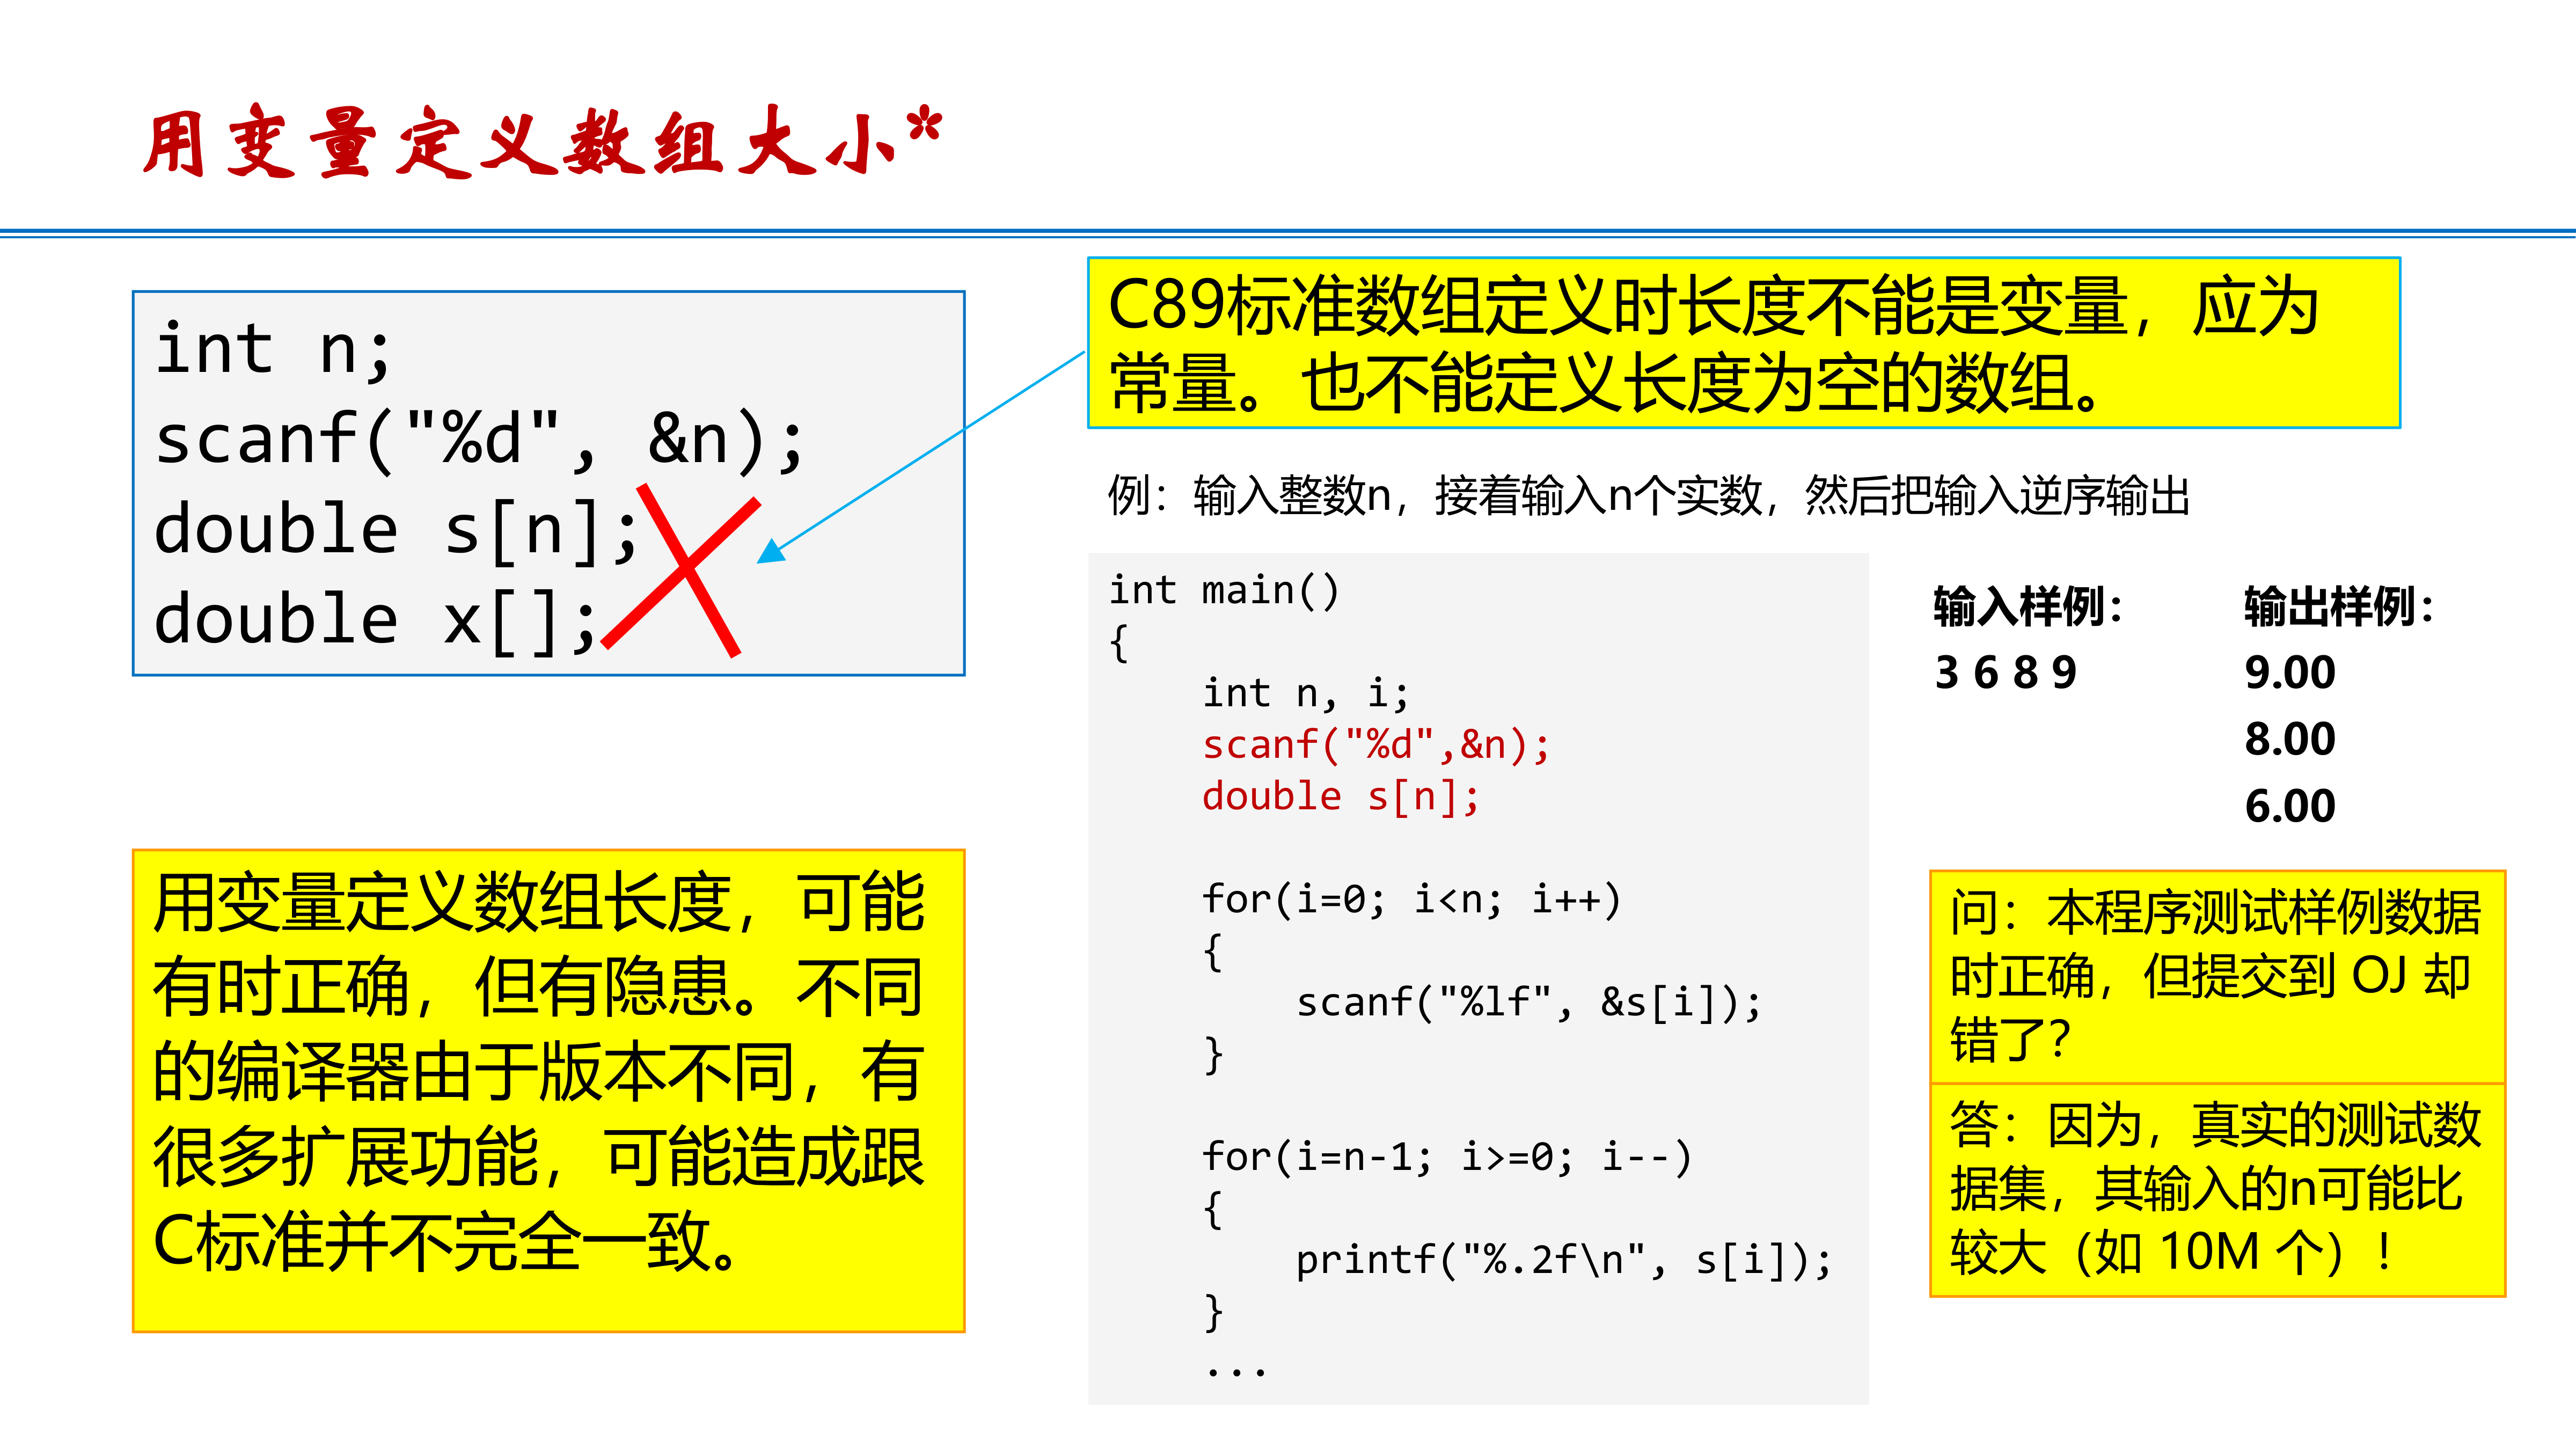 用变量定义数组大小*
int n;
scanf("%d", &n);
double s[n];
double x[];
C89标准数组定义时长度不能是变量，应为
常量。也不能定义长度为空的数组。
用变量定义数组长度，可能
有时正确，但有隐患。不同
的编译器由于版本不同，有
很多扩展功能，可能造成跟
C标准并不完全一致。
例：输入整数n，接着输入n个实数，然后把输入逆序输出
int main()
{
    int n, i;
    scanf("%d",&n);
    double s[n];
    for(i=0; i<n; i++)
    {
        scanf("%lf", &s[i]);
    }
    for(i=n-1; i>=0; i--)
    {
        printf("%.2f\n", s[i]);
    }
    ...
输入样例：
3 6 8 9
输出样例：
9.00
8.00
6.00
问：本程序测试样例数据
时正确，但提交到 OJ 却
错了？
答：因为，真实的测试数
据集，其输入的n可能比
较大（如 10M 个）！